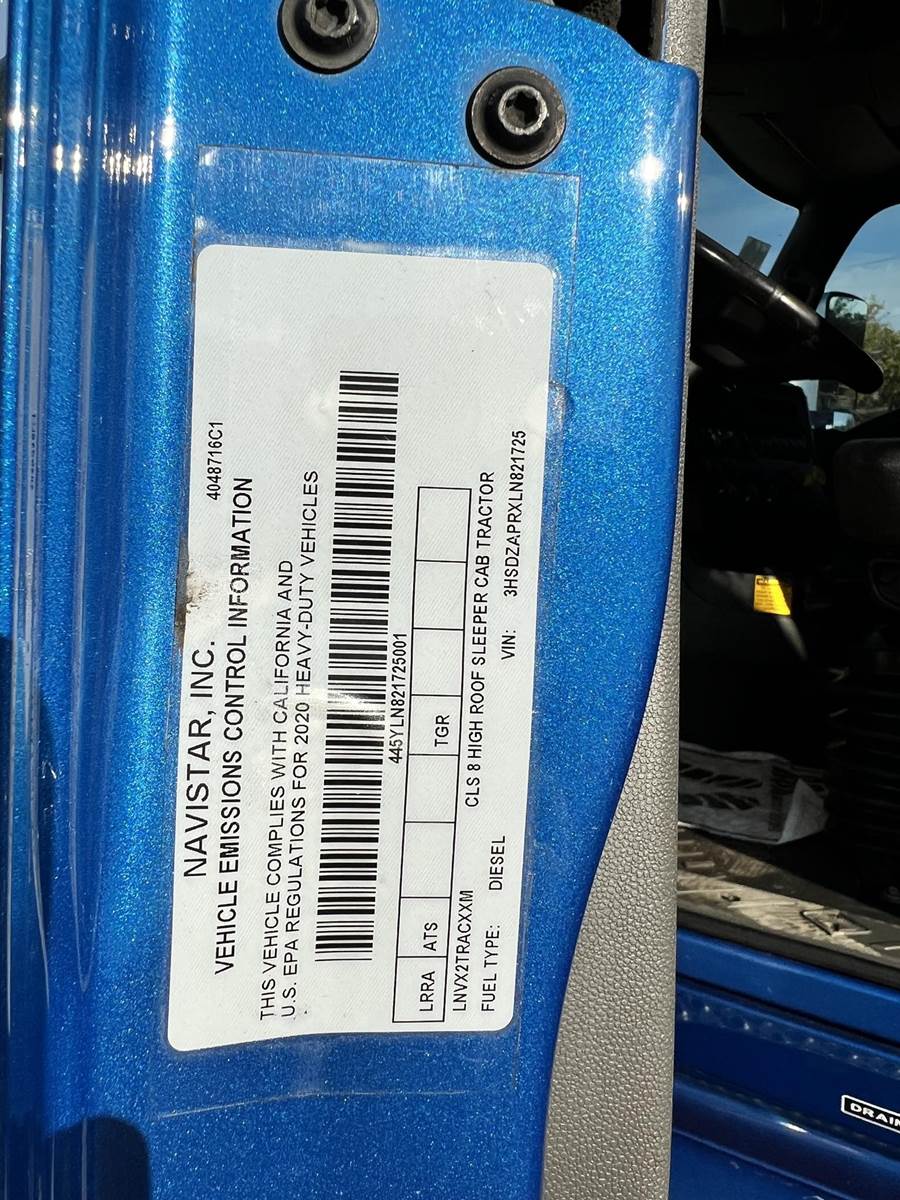 4048716C1
NAVISTAR, INC.
VEHICLE EMISSIONS CONTROL INFORMATION
THIS VEHICLE COMPLIES WITH CALIFORNIA AND
U.S. EPA REGULATIONS FOR 2020 HEAVY-DUTY VEHICLES
445YLN821725001
LRRA ATS TGR
LNVX2TRACXXM CLS 8 HIGH ROOF SLEEPER CAB TRACTOR
FUEL TYPE: DIESEL VIN: 3HSDZAPRXLN821725
DRAIN